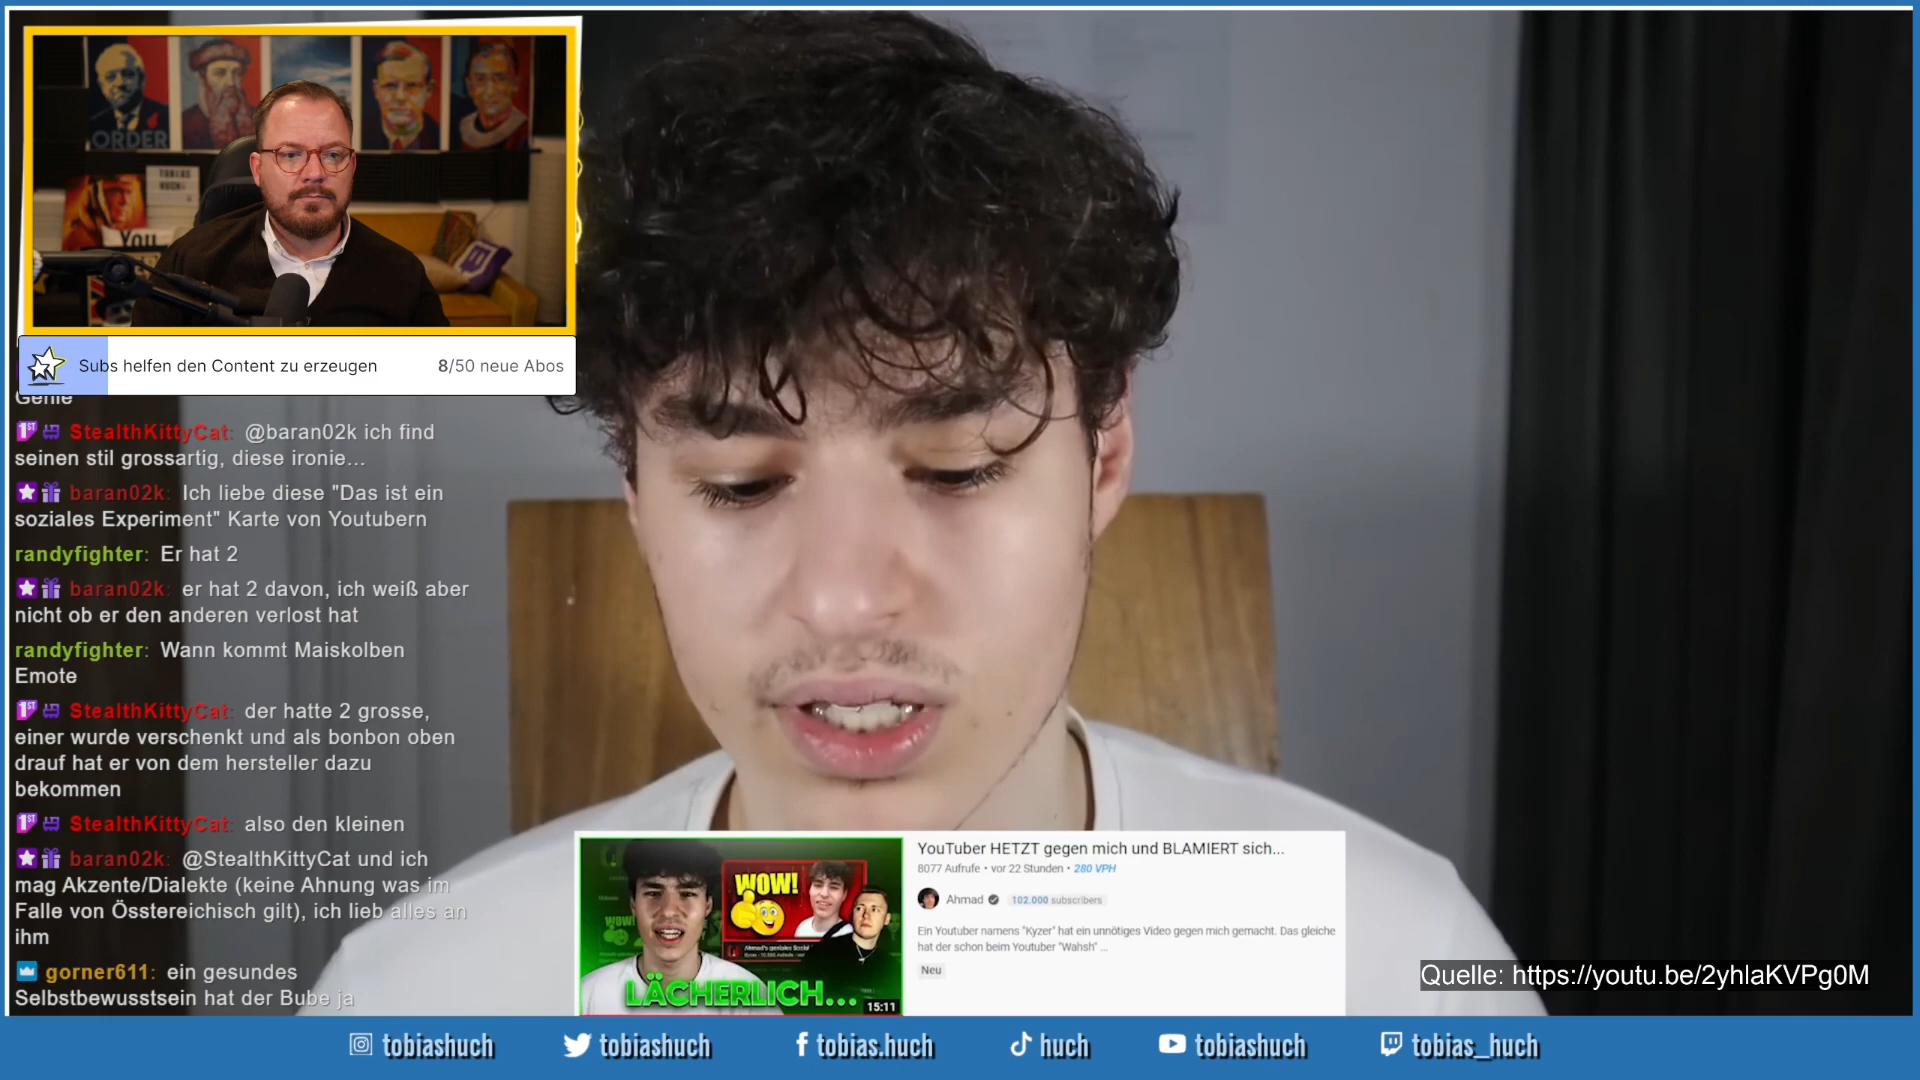 ORDER
TOBIAS
HUCH
YOU
Subs helfen den Content zu erzeugen
8/50 neue Abos
Genie
StealthKittyCat: @baran02k ich find
seinen stil grossartig, diese ironie...
baran02k: Ich liebe diese "Das ist ein
soziales Experiment" Karte von Youtubern
randyfighter: Er hat 2
baran02k: er hat 2 davon, ich weiß aber
nicht ob er den anderen verlost hat
randyfighter: Wann kommt Maiskolben
Emote
StealthKittyCat: der hatte 2 grosse,
einer wurde verschenkt und als bonbon oben
drauf hat er von dem hersteller dazu
bekommen
StealthKittyCat: also den kleinen
baran02k: @StealthKittyCat und ich
mag Akzente/Dialekte (keine Ahnung was im
Falle von Össtereichisch gilt), ich lieb alles an
ihm
gorner611: ein gesundes
Selbstbewusstsein hat der Bube ja
WOW!
WOW!
LÄCHERLICH...
15:11
YouTuber HETZT gegen mich und BLAMIERT sich...
8077 Aufrufe • vor 22 Stunden • 280 VPH
Ahmad
102.000 subscribers
Ein Youtuber namens "Kyzer" hat ein unnötiges Video gegen mich gemacht. Das gleiche
hat der schon beim Youtuber "Wahsh" ...
Neu
Quelle: https://youtu.be/2yhlaKVPg0M
tobiashuch
tobiashuch
tobias.huch
huch
tobiashuch
tobias_huch